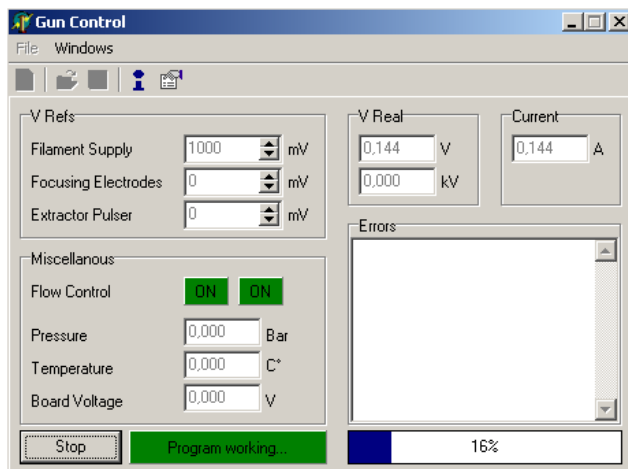 Gun Control
File Windows
V Refs
Filament Supply 1000 mV
Focusing Electrodes 0 mV
Extractor Pulser 0 mV
V Real
0,144 V
0,000 kV
Current
0,144 A
Miscellanous
Flow Control ON ON
Pressure 0,000 Bar
Temperature 0,000 C°
Board Voltage 0,000 V
Errors
Stop Program working... 16%